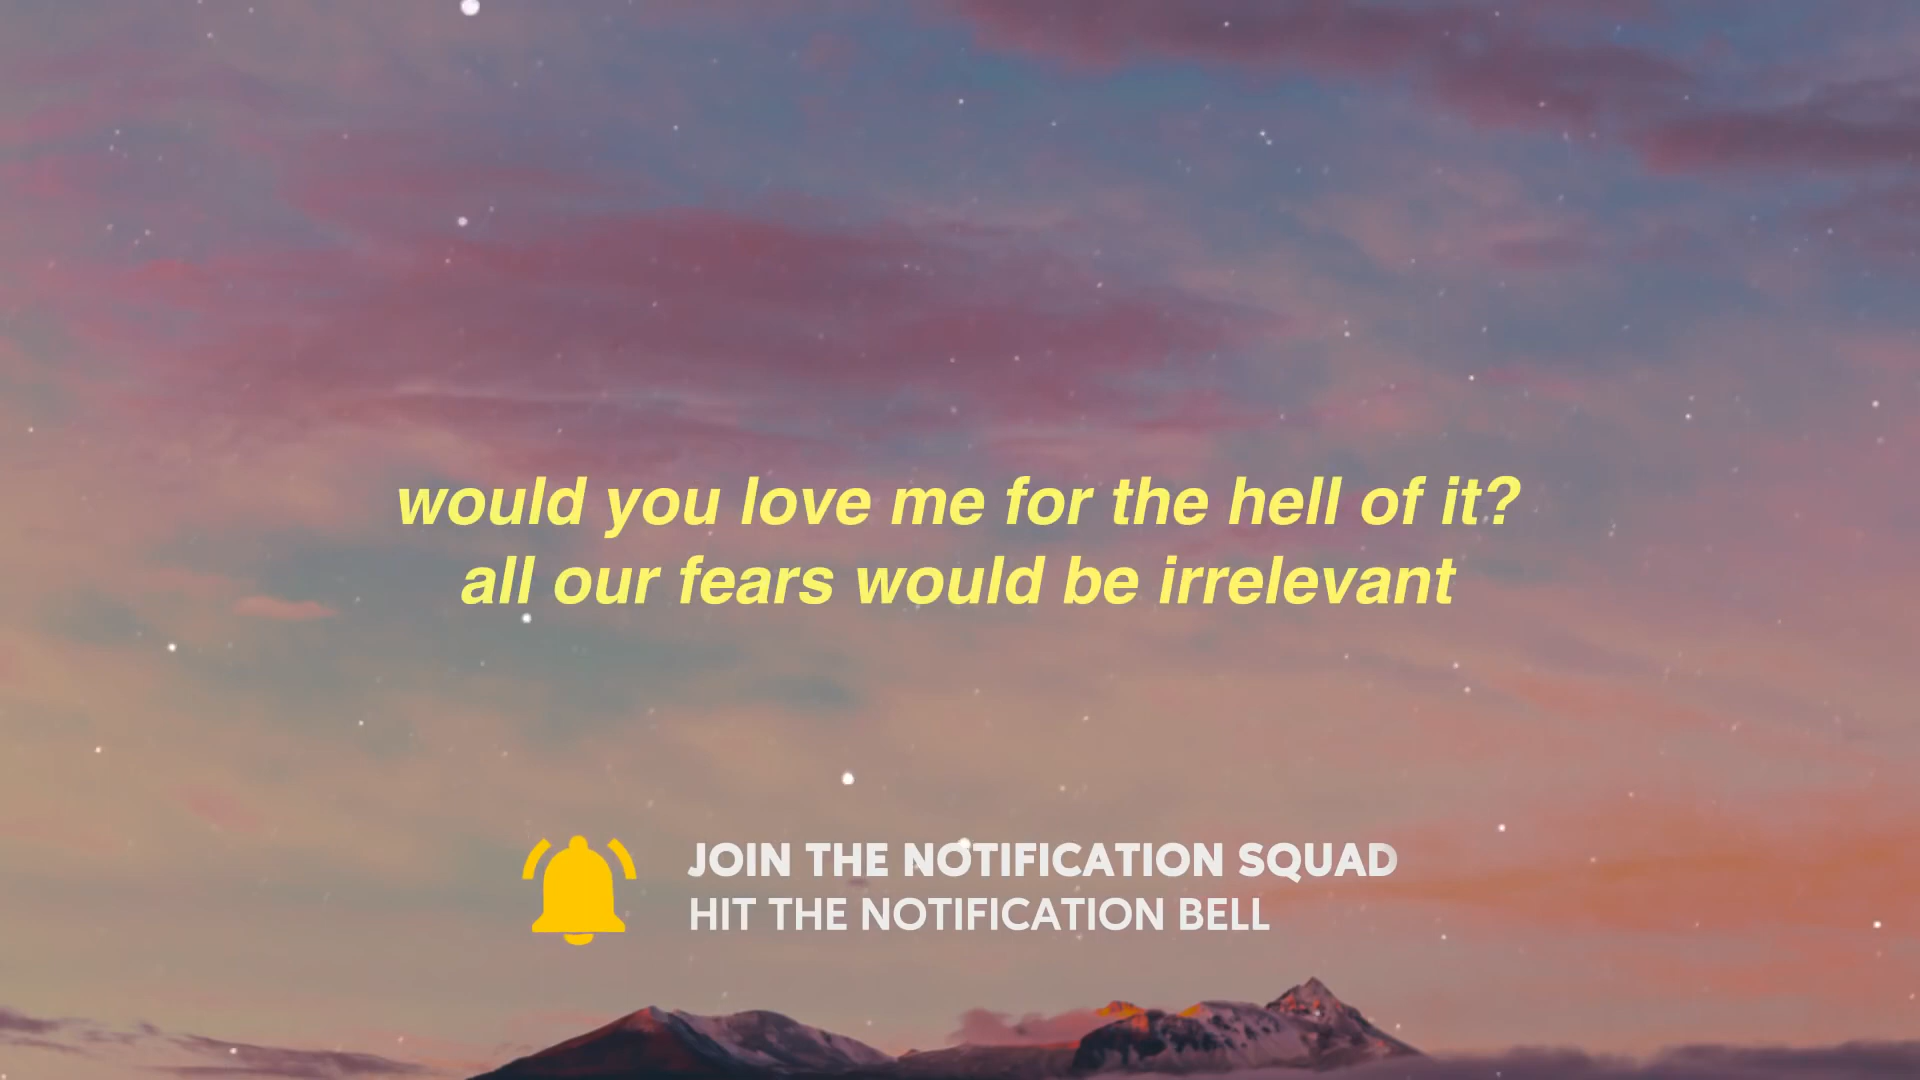 would you love me for the hell of it?
all our fears would be irrelevant
JOIN THE NOTIFICATION SQUAD
HIT THE NOTIFICATION BELL